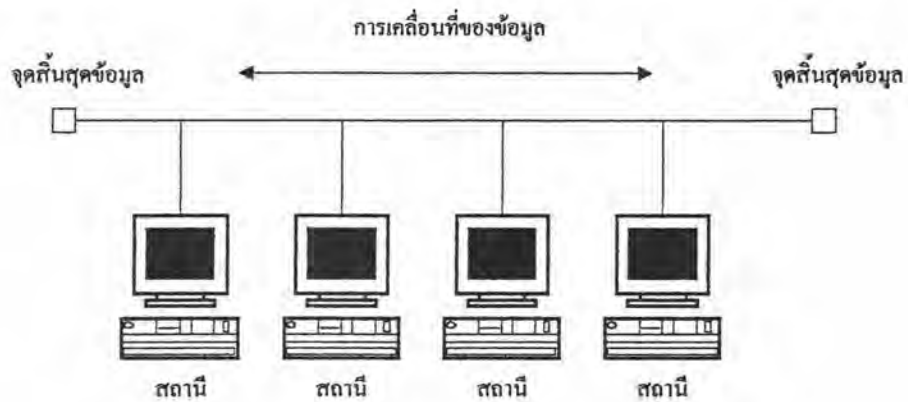 การเคลื่อนที่ของข้อมูล
จุดสิ้นสุดข้อมูล
จุดสิ้นสุดข้อมูล
สถานี
สถานี
สถานี
สถานี